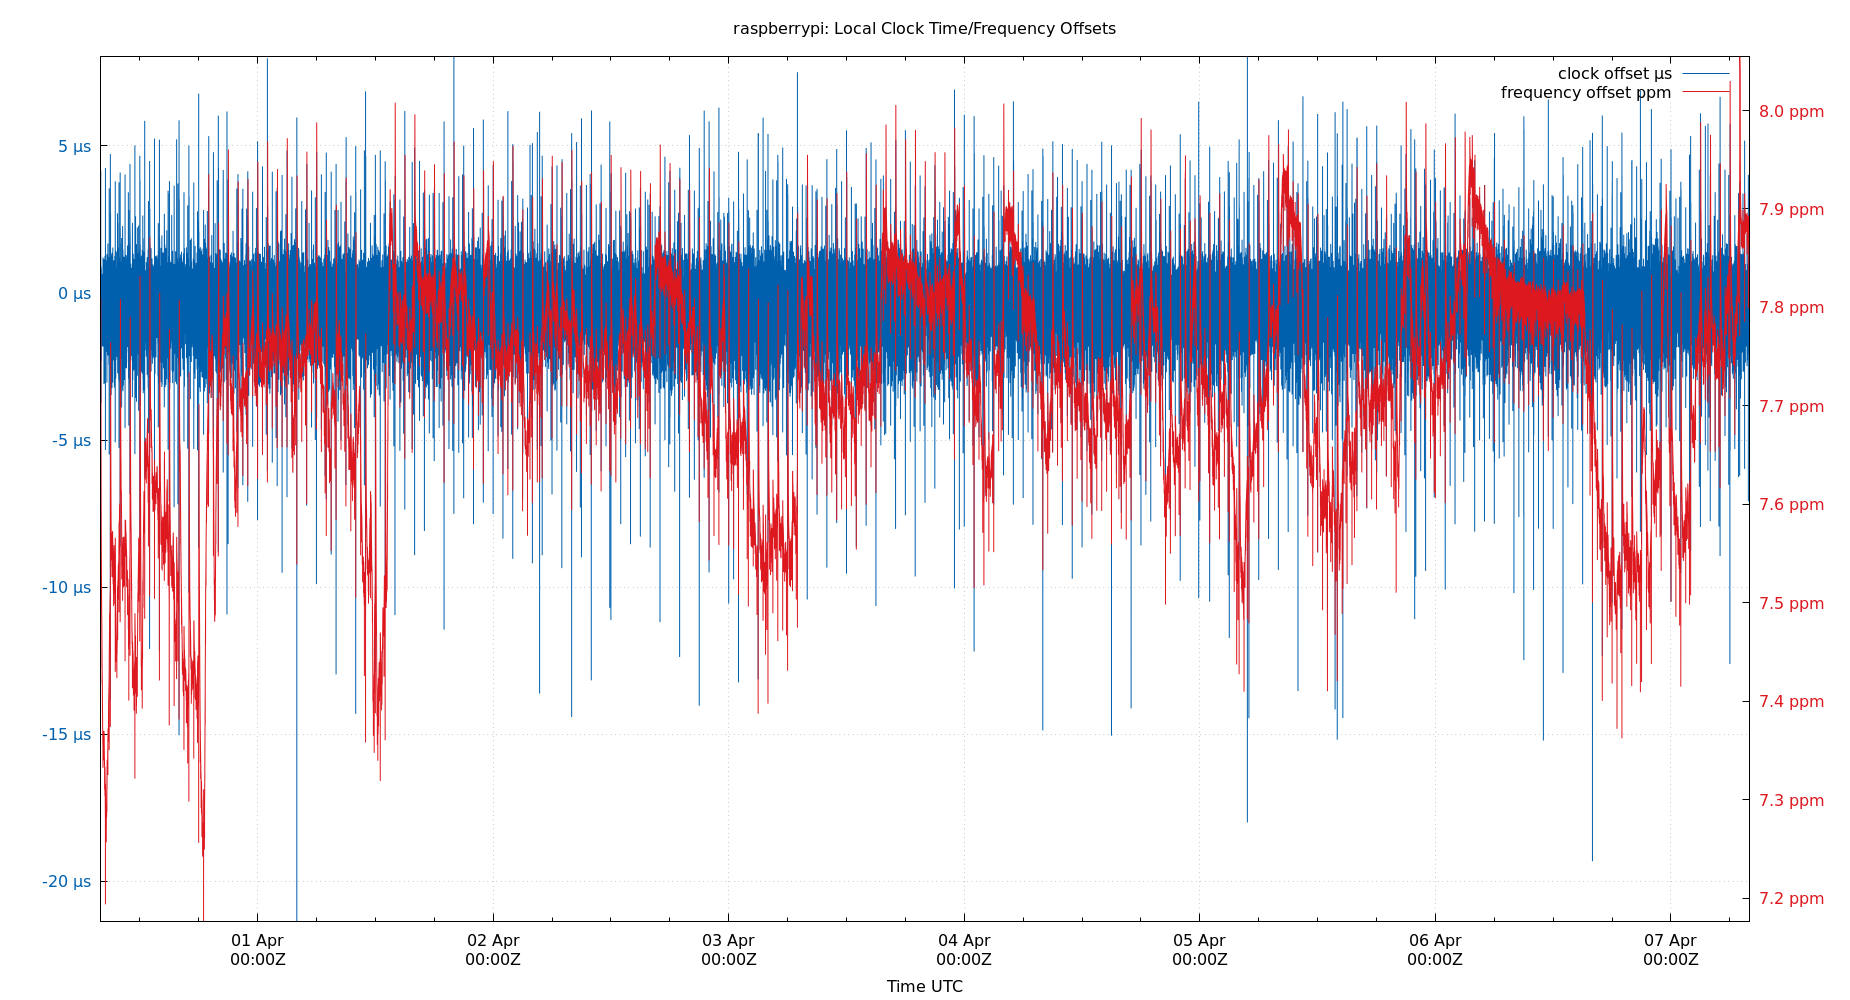 raspberrypi: Local Clock Time/Frequency Offsets
clock offset µs
frequency offset ppm
5 µs
0 µs
-5 µs
-10 µs
-15 µs
-20 µs
8.0 ppm
7.9 ppm
7.8 ppm
7.7 ppm
7.6 ppm
7.5 ppm
7.4 ppm
7.3 ppm
7.2 ppm
01 Apr
00:00Z
02 Apr
00:00Z
03 Apr
00:00Z
04 Apr
00:00Z
05 Apr
00:00Z
06 Apr
00:00Z
07 Apr
00:00Z
Time UTC